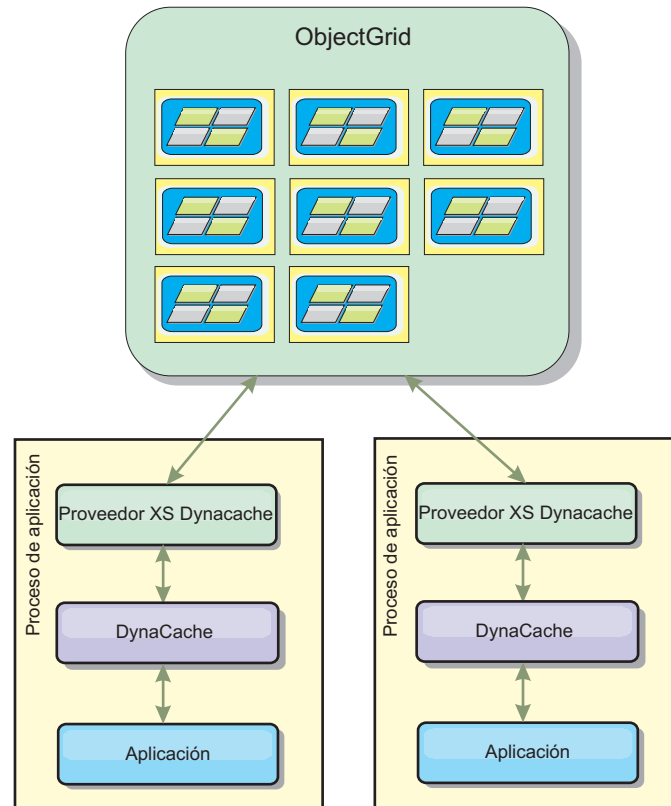 ObjectGrid
Proceso de aplicación
Proveedor XS Dynacache
DynaCache
Aplicación
Proceso de aplicación
Proveedor XS Dynacache
DynaCache
Aplicación